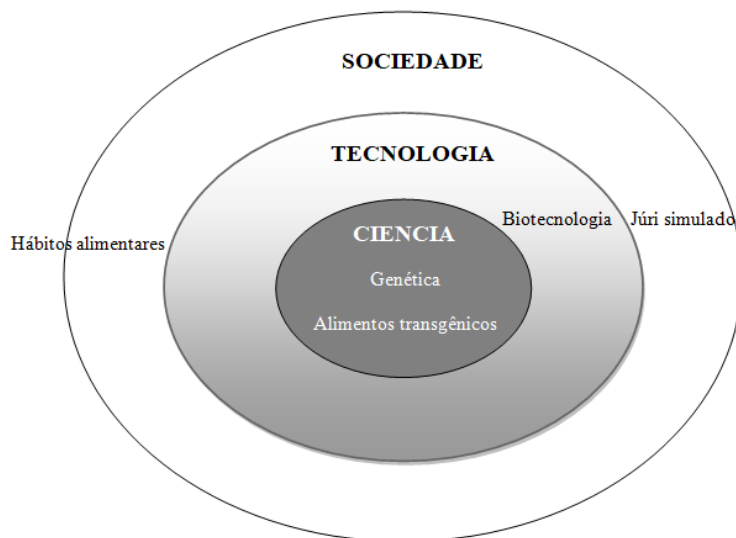 SOCIEDADE
TECNOLOGIA
Biotecnologia
Júri simulado
CIENCIA
Hábitos alimentares
Genética
Alimentos transgênicos